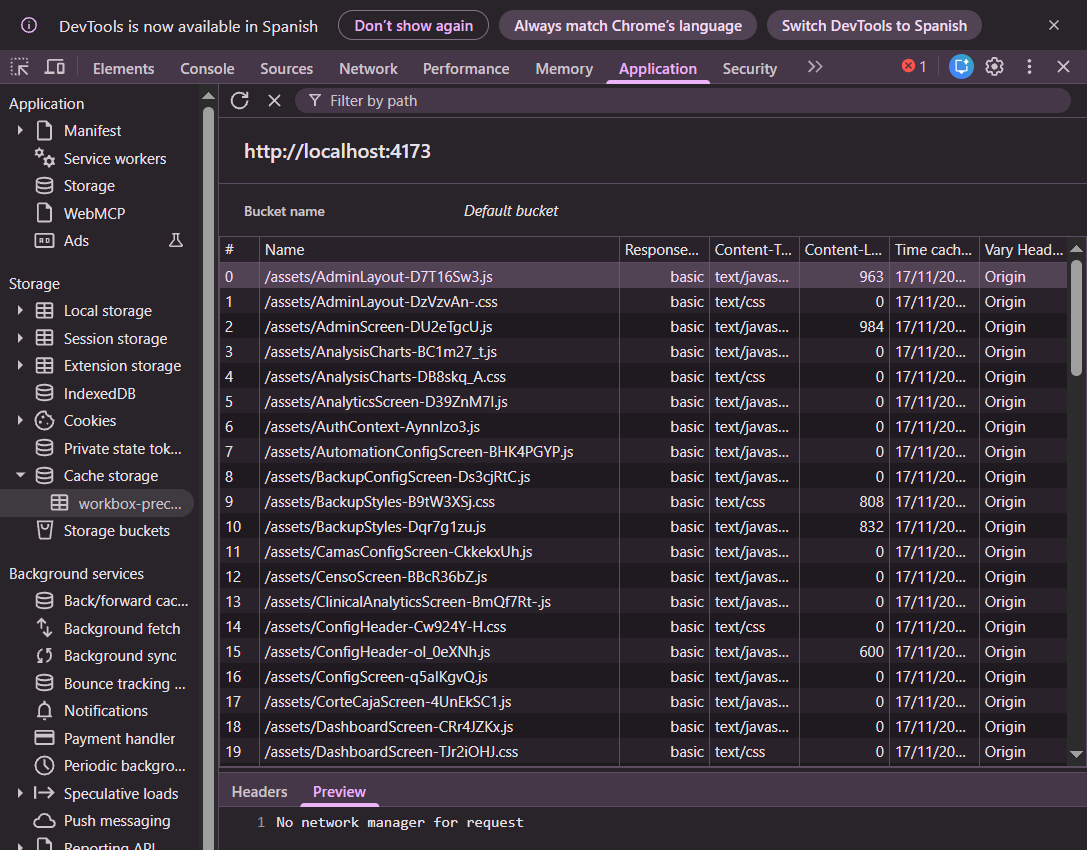 DevTools is now available in Spanish Don't show again Always match Chrome's language Switch DevTools to Spanish
Elements Console Sources Network Performance Memory Application Security 1
Application
Manifest
Service workers
Storage
WebMCP
Ads
Storage
Local storage
Session storage
Extension storage
IndexedDB
Cookies
Private state tok...
Cache storage
workbox-prec...
Storage buckets
Background services
Back/forward cac...
Background fetch
Background sync
Bounce tracking ...
Notifications
Payment handler
Periodic backgro...
Speculative loads
Push messaging
Reporting API
Filter by path
http://localhost:4173
Bucket name Default bucket
# Name Response... Content-T... Content-L... Time cach... Vary Head...
0 /assets/AdminLayout-D7T16Sw3.js basic text/javas... 963 17/11/20... Origin
1 /assets/AdminLayout-DzVzvAn-.css basic text/css 0 17/11/20... Origin
2 /assets/AdminScreen-DU2eTgcU.js basic text/javas... 984 17/11/20... Origin
3 /assets/AnalysisCharts-BC1m27_t.js basic text/javas... 0 17/11/20... Origin
4 /assets/AnalysisCharts-DB8skq_A.css basic text/css 0 17/11/20... Origin
5 /assets/AnalyticsScreen-D39ZnM7I.js basic text/javas... 0 17/11/20... Origin
6 /assets/AuthContext-AynnIzo3.js basic text/javas... 0 17/11/20... Origin
7 /assets/AutomationConfigScreen-BHK4PGYP.js basic text/javas... 0 17/11/20... Origin
8 /assets/BackupConfigScreen-Ds3cjRtC.js basic text/javas... 0 17/11/20... Origin
9 /assets/BackupStyles-B9tW3XSj.css basic text/css 808 17/11/20... Origin
10 /assets/BackupStyles-Dqr7g1zu.js basic text/javas... 832 17/11/20... Origin
11 /assets/CamasConfigScreen-CkkekxUh.js basic text/javas... 0 17/11/20... Origin
12 /assets/CensoScreen-BBcR36bZ.js basic text/javas... 0 17/11/20... Origin
13 /assets/ClinicalAnalyticsScreen-BmQf7Rt-.js basic text/javas... 0 17/11/20... Origin
14 /assets/ConfigHeader-Cw924Y-H.css basic text/css 0 17/11/20... Origin
15 /assets/ConfigHeader-ol_0eXNh.js basic text/javas... 600 17/11/20... Origin
16 /assets/ConfigScreen-q5aIKgvQ.js basic text/javas... 0 17/11/20... Origin
17 /assets/CorteCajaScreen-4UnEkSC1.js basic text/javas... 0 17/11/20... Origin
18 /assets/DashboardScreen-CRr4JZKx.js basic text/javas... 0 17/11/20... Origin
19 /assets/DashboardScreen-TJr2iOHJ.css basic text/css 0 17/11/20... Origin
Headers Preview
1 No network manager for request